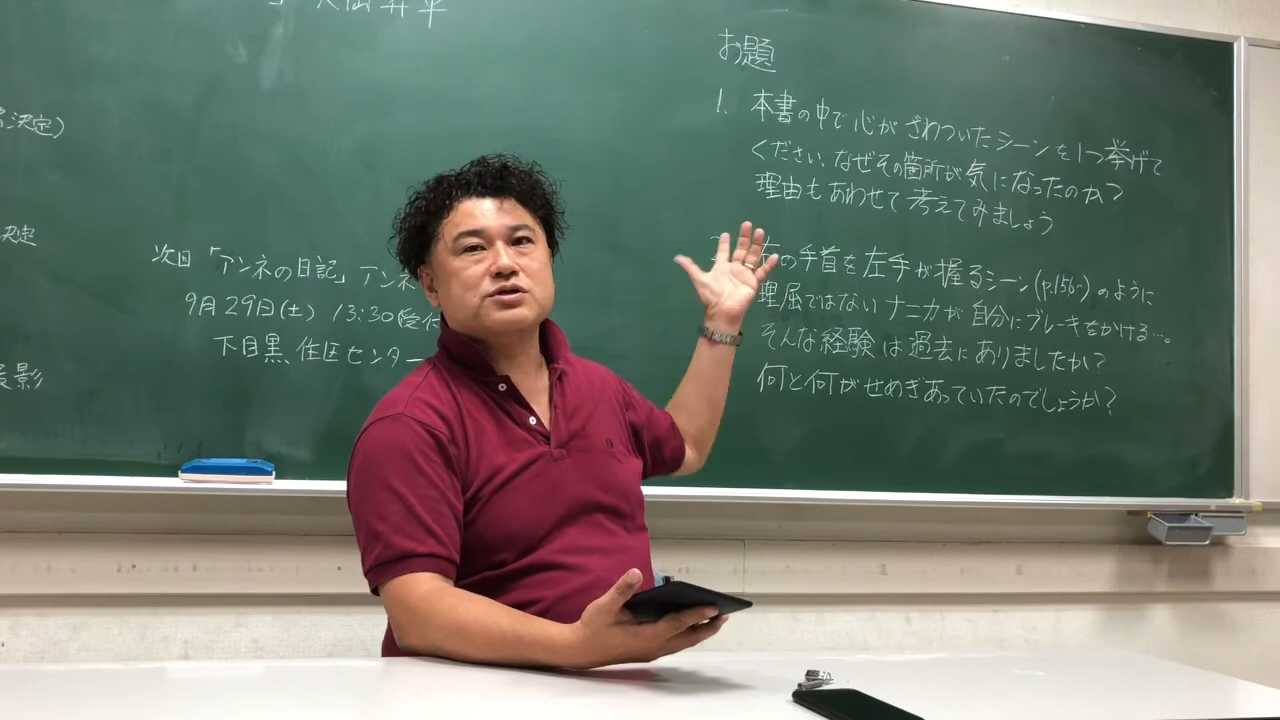 昇平
決定)
決定
影
次回「アンネの日記」アンネ
9月29日(土) 13:30(受付
下目黒住区センター
お題
1. 本書の中で心がざわついたシーンを1つ挙げて
ください、なぜその箇所が気になったのか?
理由もあわせて考えてみましょう
右の手首を左手が握るシーン(p.156~)のように
理屈ではないナニカが自分にブレーキをかける…。
そんな経験は過去にありましたか?
何と何がせめぎあっていたのでしょうか?